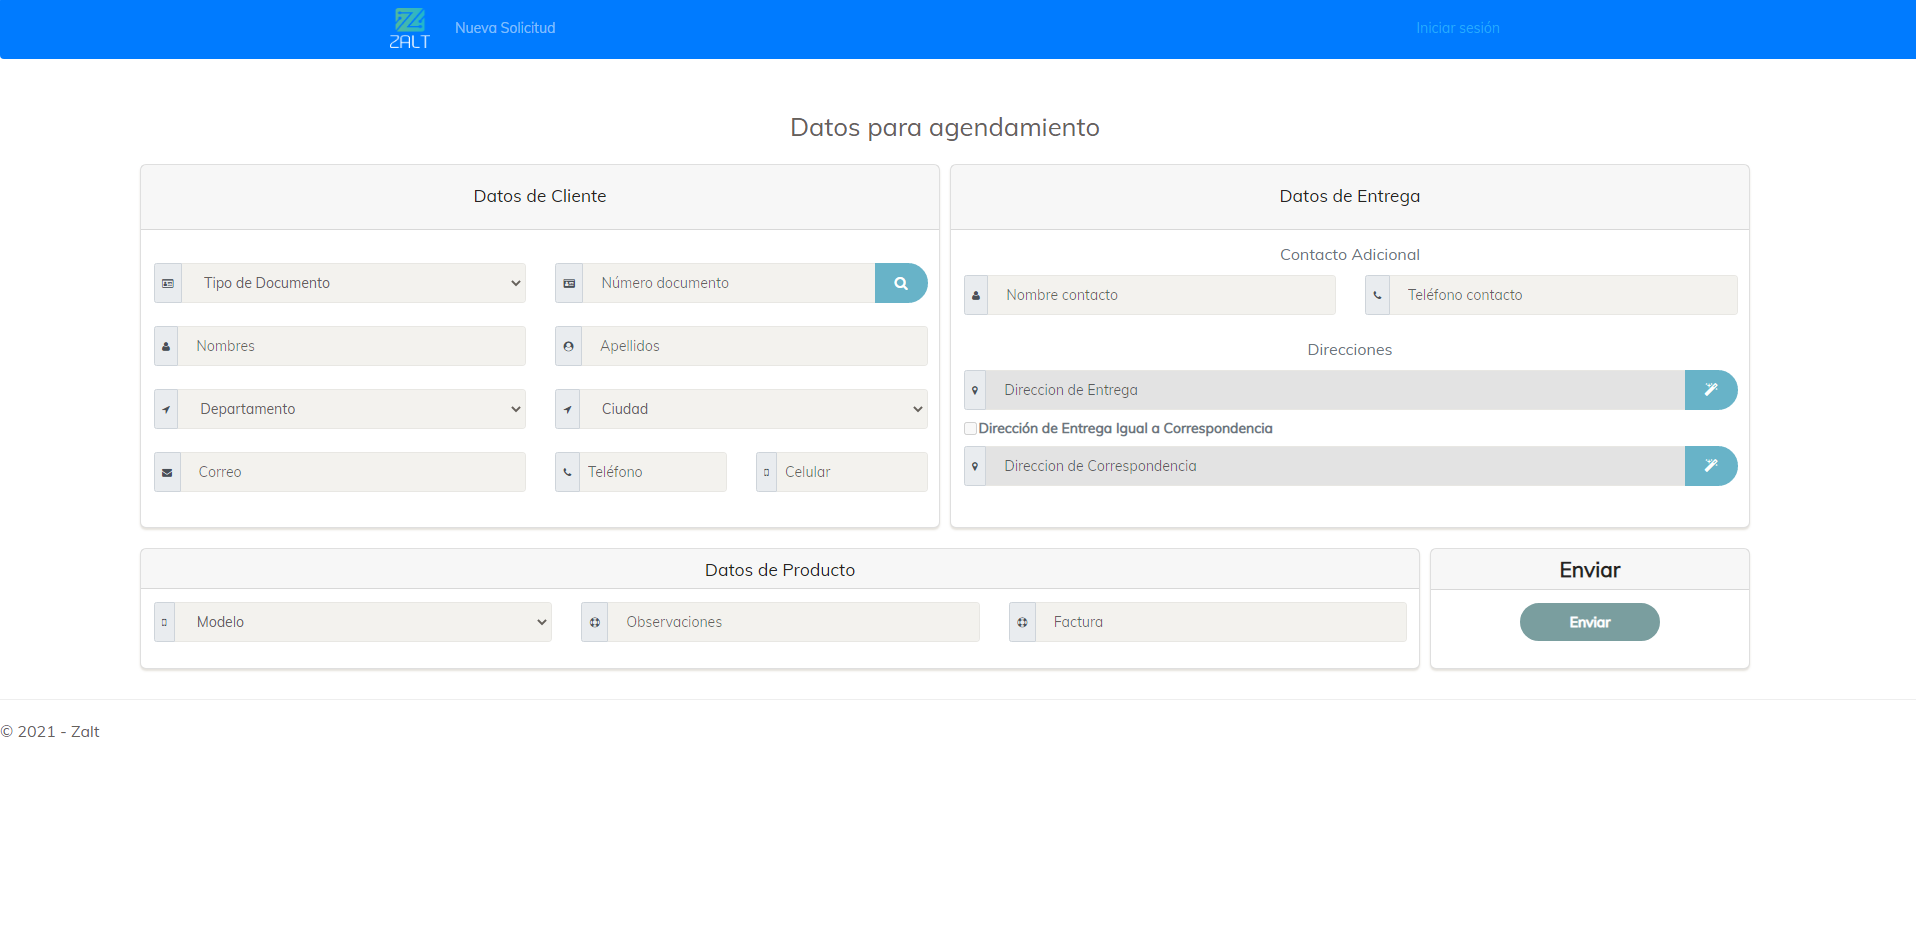 ZALT
Nueva Solicitud
Iniciar sesión
Datos para agendamiento
Datos de Cliente
Tipo de Documento
Número documento
Nombres
Apellidos
Departamento
Ciudad
Correo
Teléfono
Celular
Datos de Entrega
Contacto Adicional
Nombre contacto
Teléfono contacto
Direcciones
Direccion de Entrega
Dirección de Entrega Igual a Correspondencia
Direccion de Correspondencia
Datos de Producto
Modelo
Observaciones
Factura
Enviar
Enviar
© 2021 - Zalt